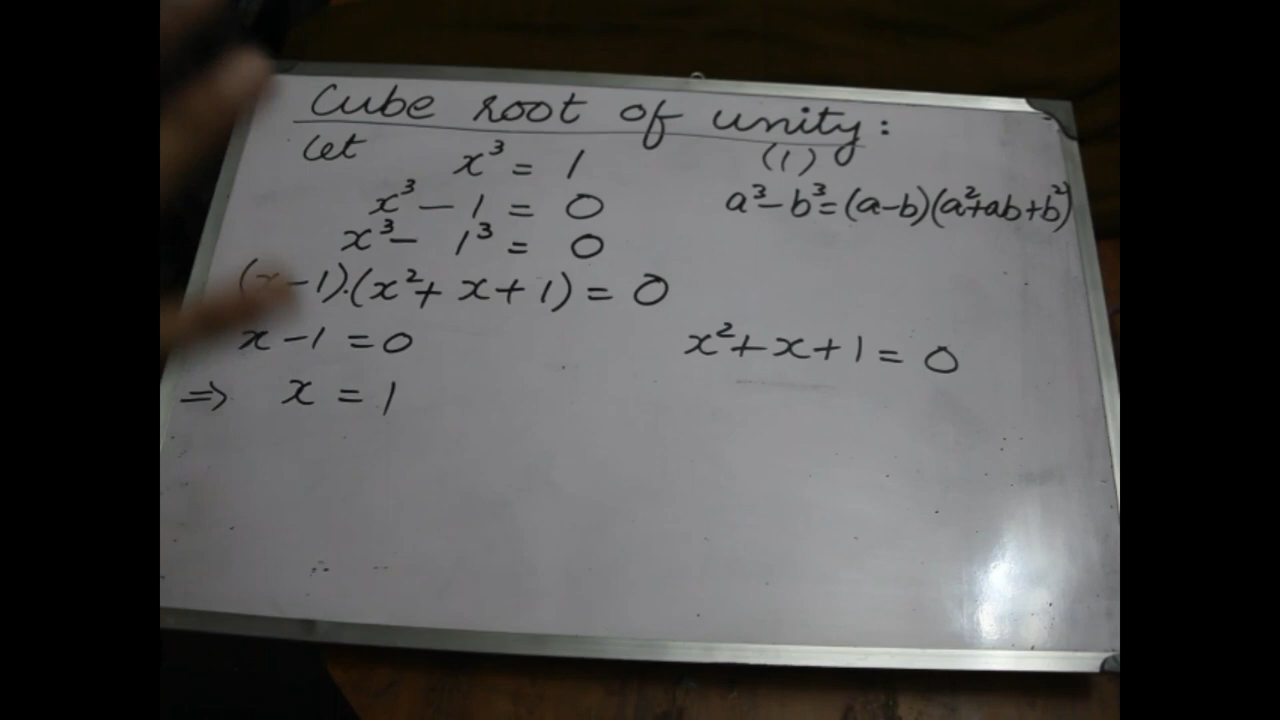 Cube root of unity:
(1)
Let x³ = 1
x³ - 1 = 0
a³-b³=(a-b)(a²+ab+b²)
x³ - 1³ = 0
(x-1).(x²+ x + 1) = 0
x - 1 = 0
x² + x + 1 = 0
⇒ x = 1